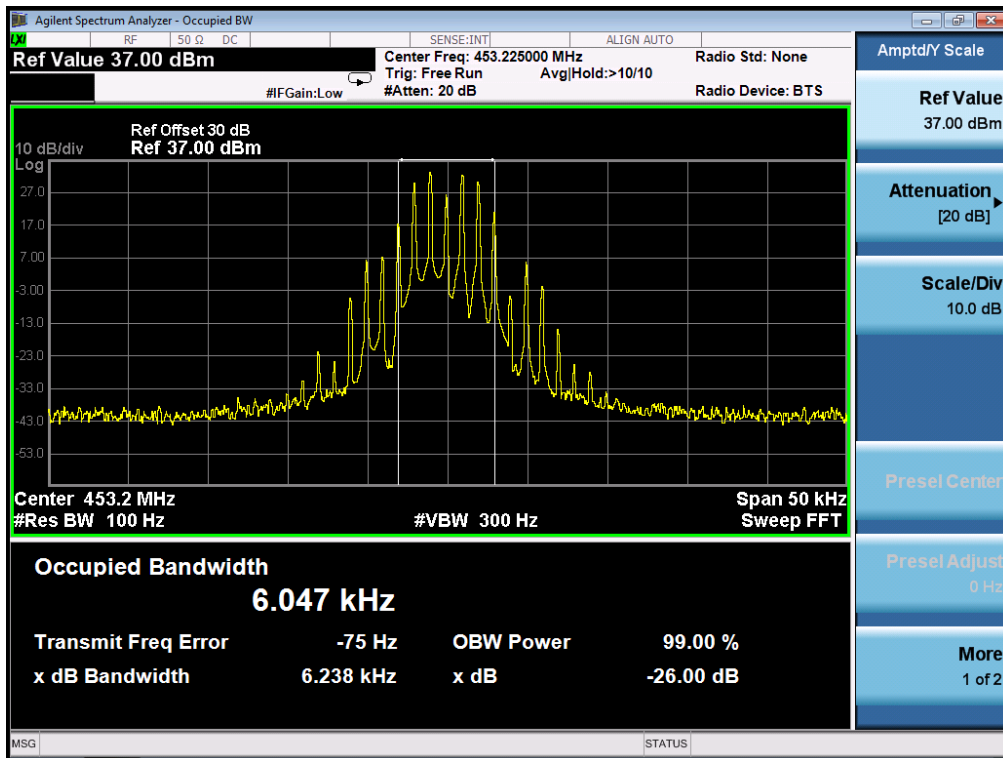 Agilent Spectrum Analyzer - Occupied BW
LXI
RF 50 Ω DC SENSE:INT ALIGN AUTO
Ref Value 37.00 dBm
Center Freq: 453.225000 MHz Radio Std: None
Trig: Free Run Avg|Hold:>10/10
#IFGain:Low #Atten: 20 dB Radio Device: BTS
Ref Offset 30 dB
10 dB/div Ref 37.00 dBm
Log
27.0
17.0
7.00
-3.00
-13.0
-23.0
-33.0
-43.0
-53.0
Center 453.2 MHz Span 50 kHz
#Res BW 100 Hz #VBW 300 Hz Sweep FFT
Occupied Bandwidth
6.047 kHz
Transmit Freq Error -75 Hz OBW Power 99.00 %
x dB Bandwidth 6.238 kHz x dB -26.00 dB
MSG STATUS
Amptd/Y Scale
Ref Value
37.00 dBm
Attenuation
[20 dB]
Scale/Div
10.0 dB
Presel Center
Presel Adjust
0 Hz
More
1 of 2